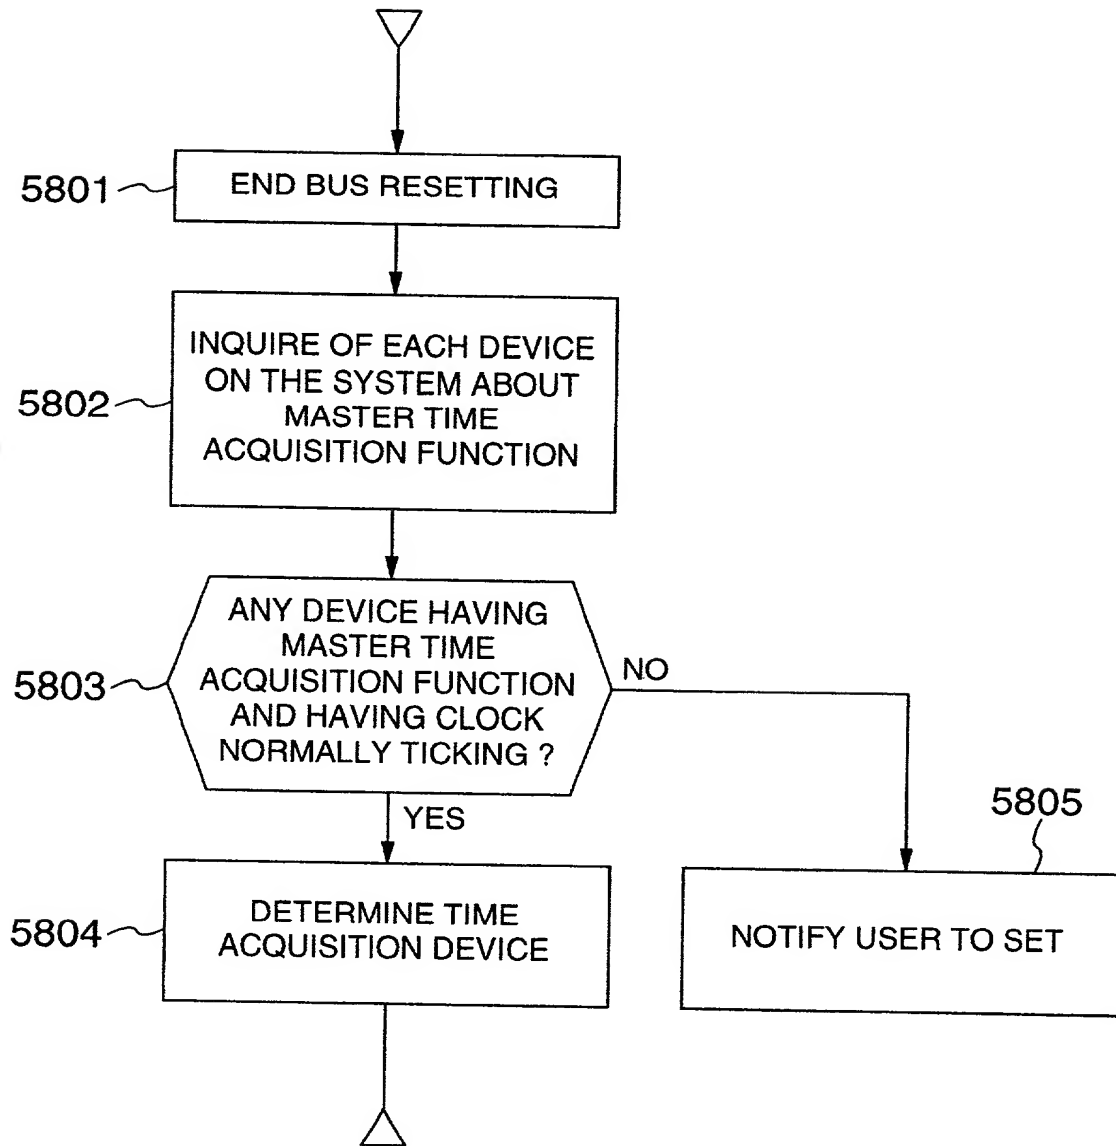 5801
END BUS RESETTING
5802
INQUIRE OF EACH DEVICE
ON THE SYSTEM ABOUT
MASTER TIME
ACQUISITION FUNCTION
5803
ANY DEVICE HAVING
MASTER TIME
ACQUISITION FUNCTION
AND HAVING CLOCK
NORMALLY TICKING ?
NO
YES
5804
DETERMINE TIME
ACQUISITION DEVICE
5805
NOTIFY USER TO SET